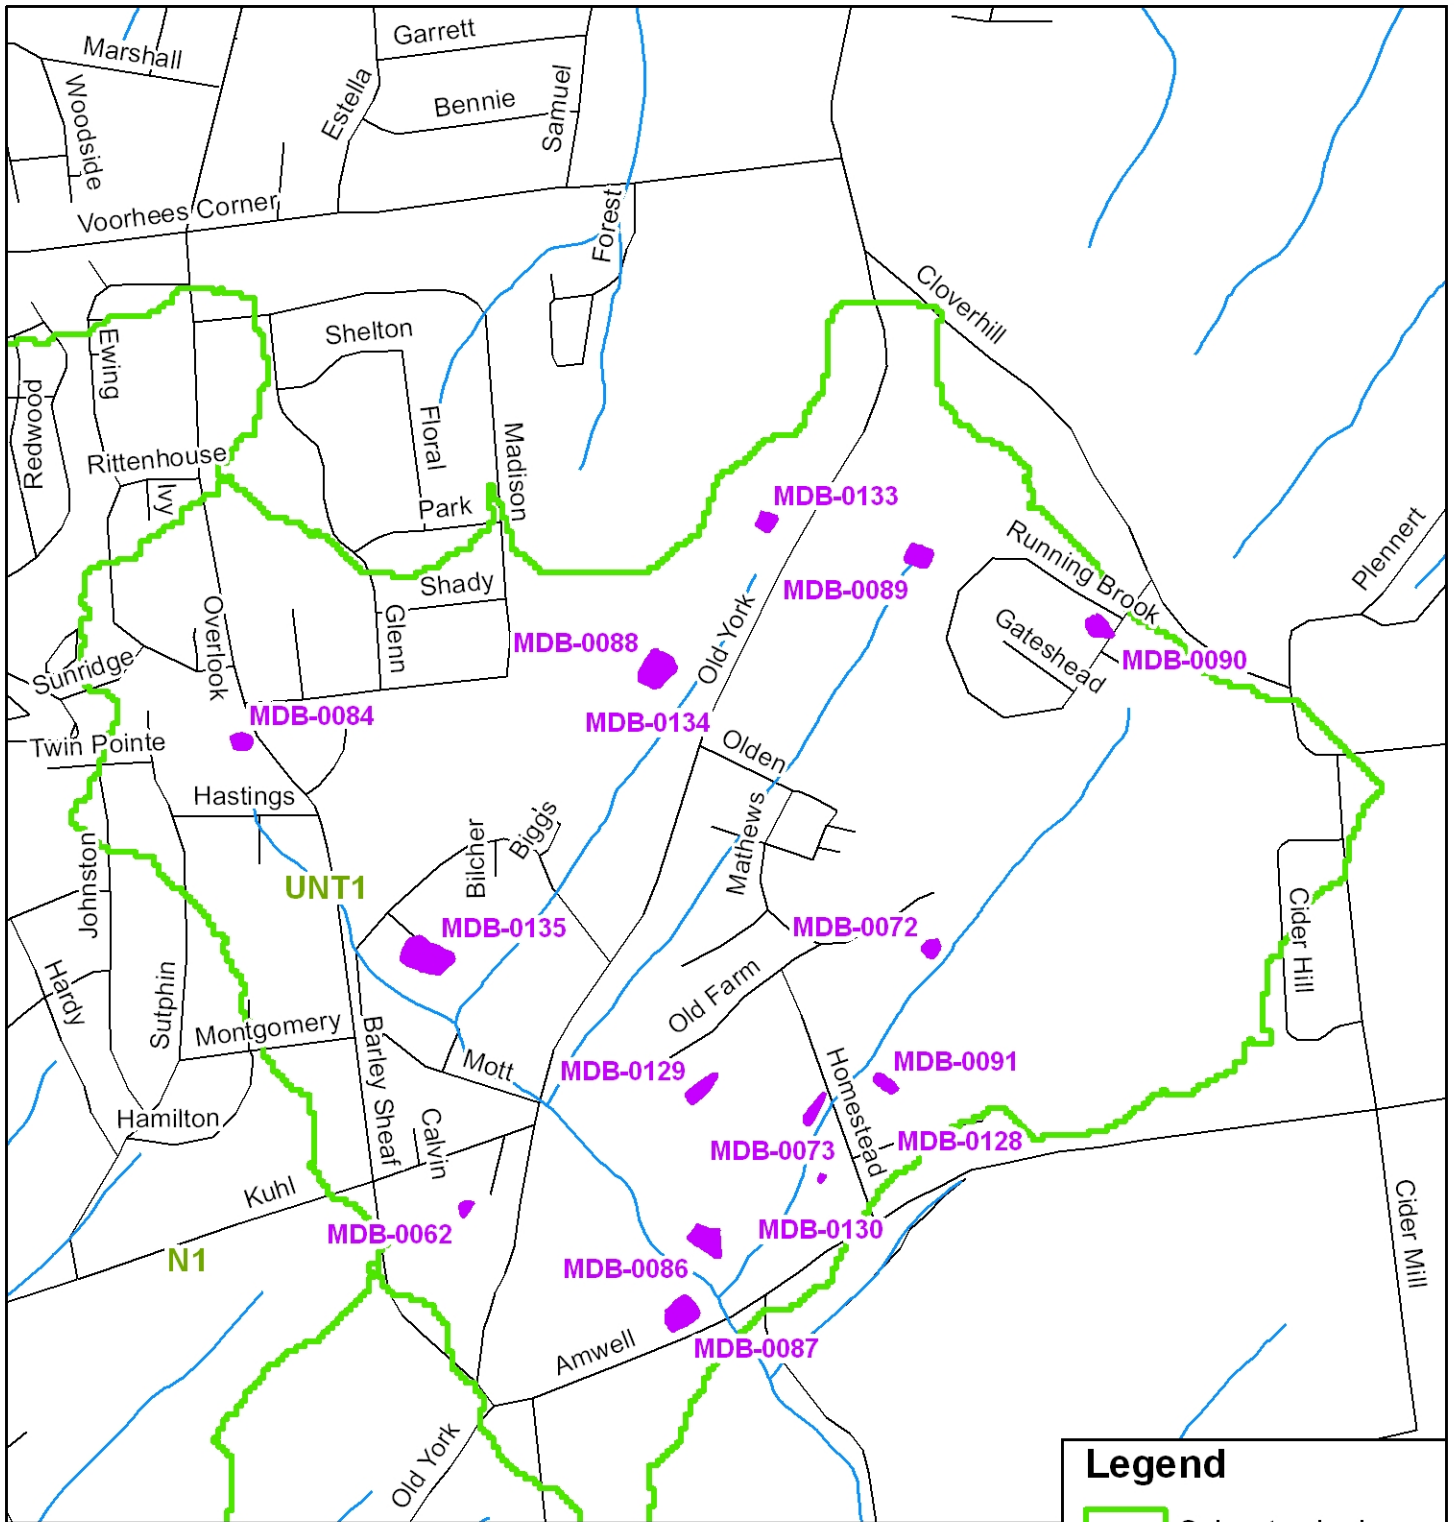 Garrett
Marshall
Woodside
Estella
Bennie
Samuel
Voorhees Corner
Forest
Cloverhill
Shelton
Ewing
Redwood
Floral
Madison
Rittenhouse
Ivy
Park
MDB-0133
Running Brook
Plennert
MDB-0089
Shady
Glenn
Overlook
Old York
Gateshead
MDB-0088
MDB-0090
Sunridge
MDB-0084
MDB-0134
Twin Pointe
Olden
Hastings
Mathews
Bilcher
Biggs
Johnston
UNT1
MDB-0135
MDB-0072
Cider Hill
Hardy
Sutphin
Old Farm
Montgomery
Barley Sheaf
Mott
MDB-0129
Homestead
MDB-0091
Hamilton
Calvin
MDB-0073
MDB-0128
Kuhl
MDB-0062
MDB-0130
Cider Mill
N1
MDB-0086
Amwell
MDB-0087
Old York
Legend